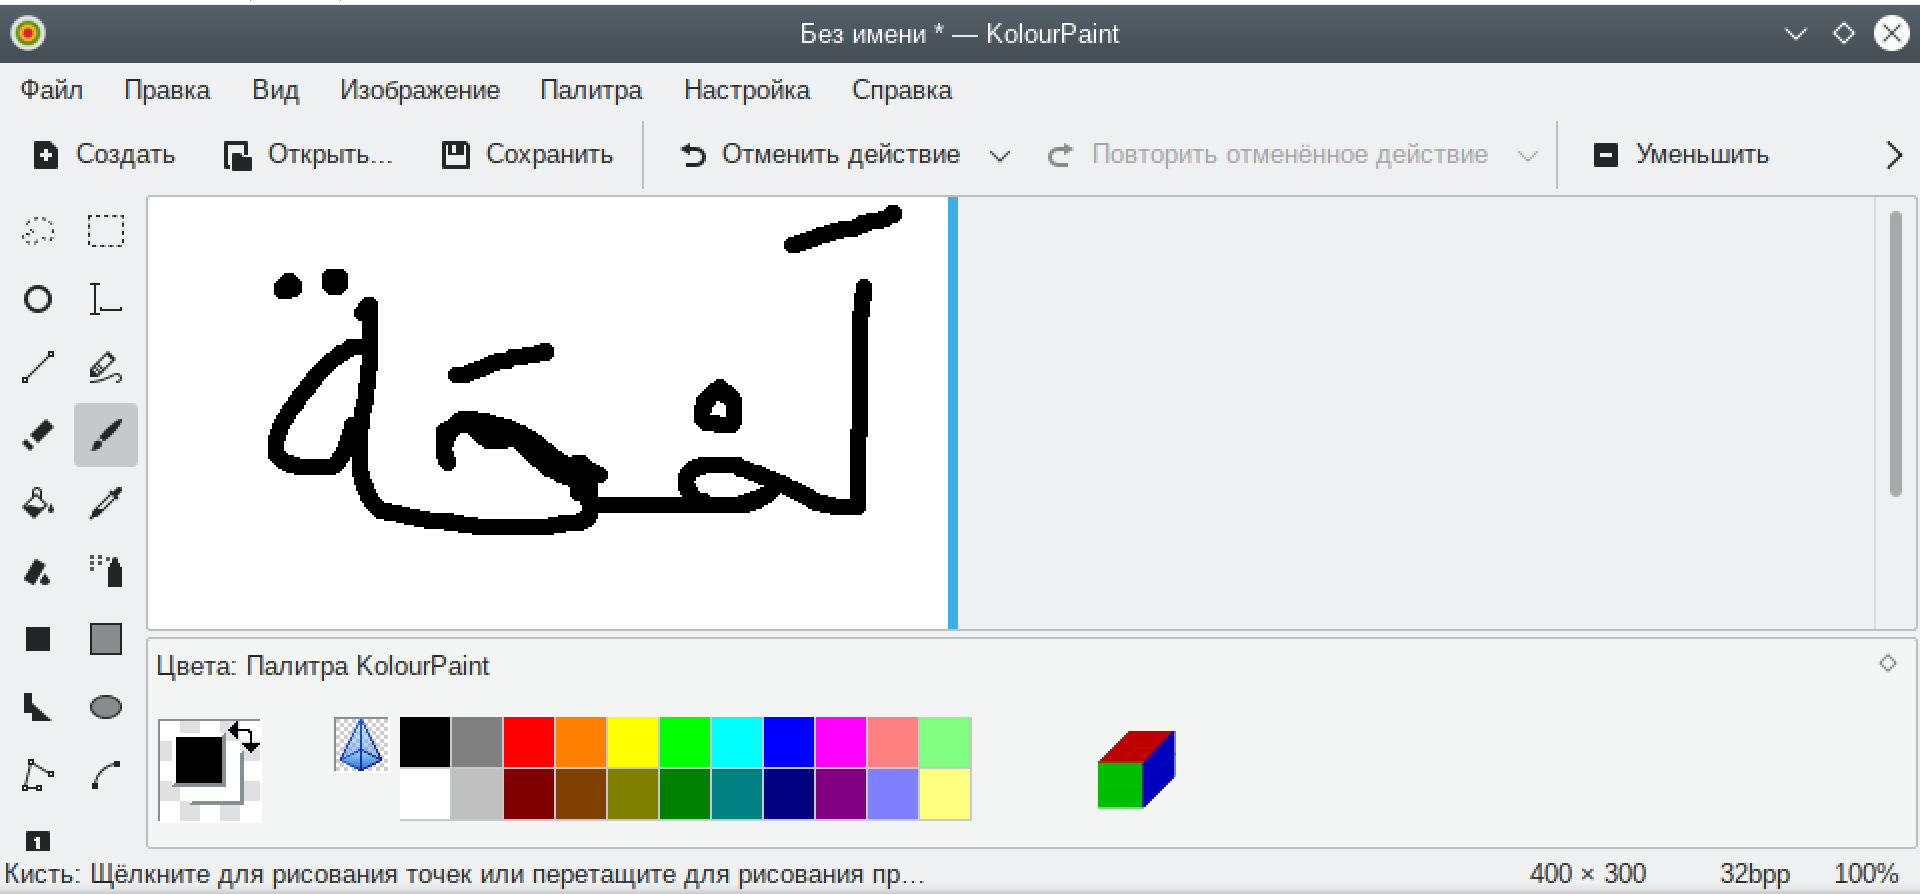 Без имени * — KolourPaint
Файл Правка Вид Изображение Палитра Настройка Справка
Создать Открыть... Сохранить Отменить действие Повторить отменённое действие Уменьшить
لَمْحَة
Цвета: Палитра KolourPaint
1
Кисть: Щёлкните для рисования точек или перетащите для рисования пр… 400 × 300 32bpp 100%